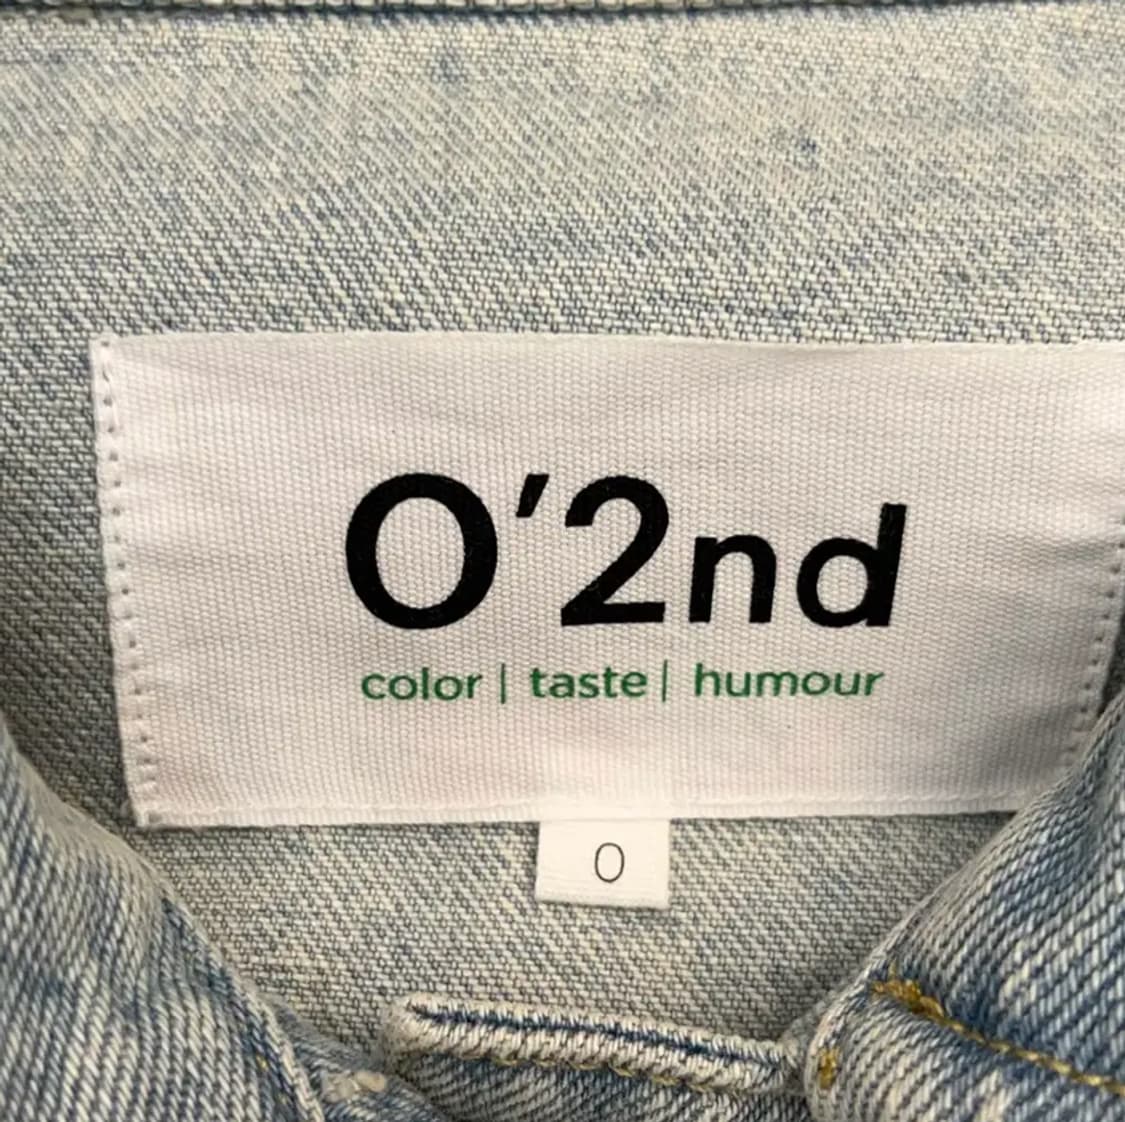 O'2nd
color | taste | humour
0